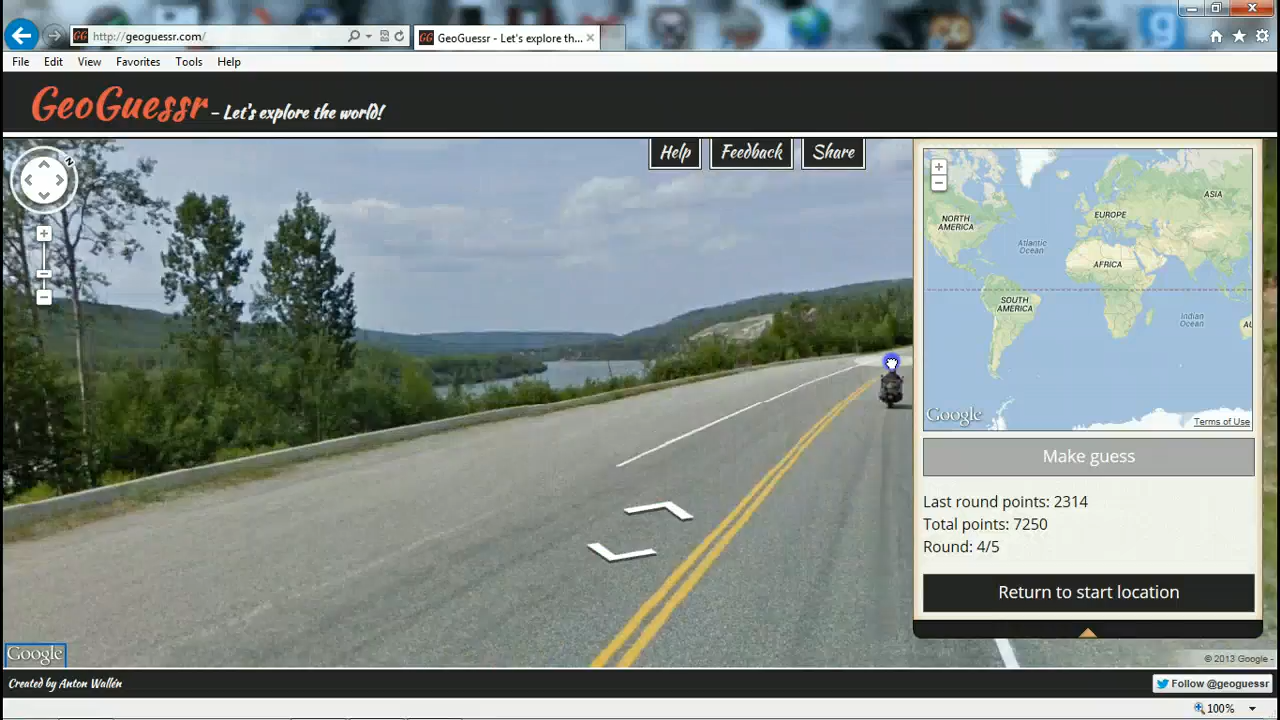 http://geoguessr.com/
GeoGuessr - Let's explore th...
File Edit View Favorites Tools Help
GeoGuessr - Let's explore the world!
Help Feedback Share
N
NORTH AMERICA
EUROPE
ASIA
Atlantic Ocean
AFRICA
SOUTH AMERICA
Indian Ocean
AU
Google Terms of Use
Make guess
Last round points: 2314
Total points: 7250
Round: 4/5
Return to start location
Google
© 2013 Google -
Created by Anton Wallén
Follow @geoguessr
100%